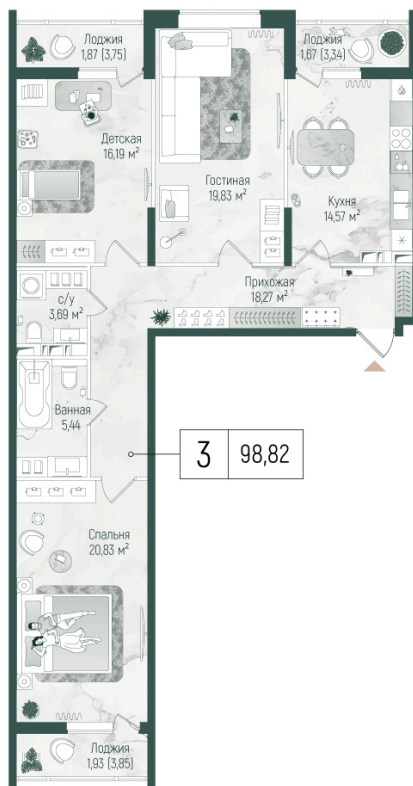 Лоджия
1,87 (3,75)
Лоджия
1,67 (3,34)
Детская
16,19 м²
Гостиная
19,83 м²
Кухня
14,57 м²
Прихожая
18,27 м²
с/у
3,69 м²
Ванная
5,44
3 98,82
Спальня
20,83 м²
Лоджия
1,93 (3,85)